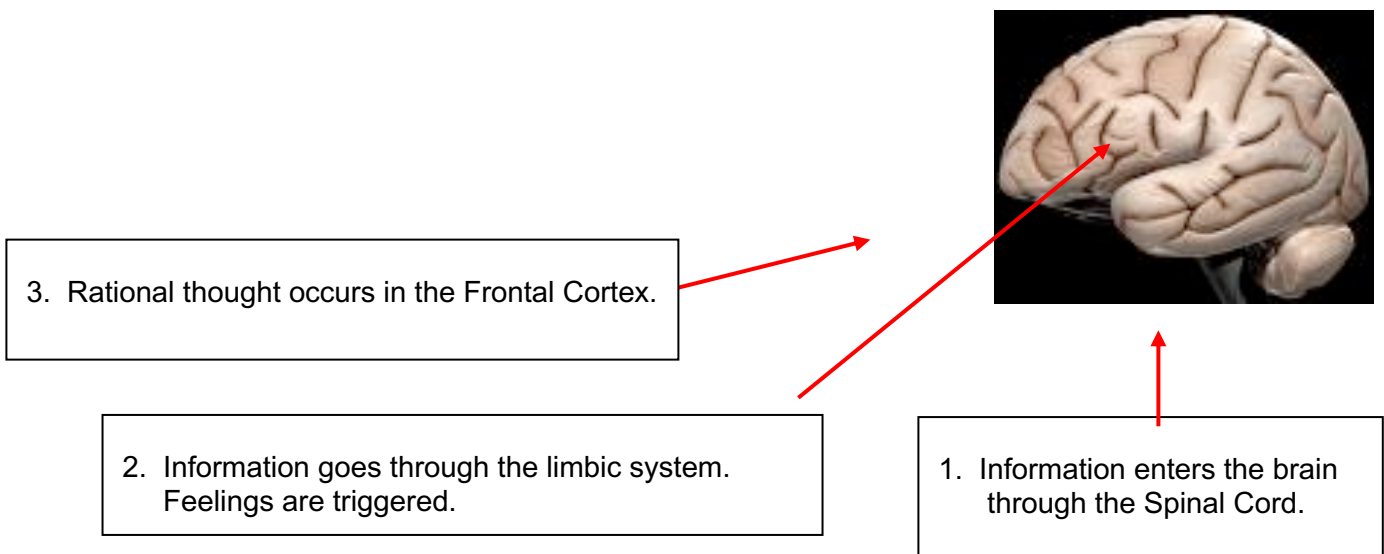 3. Rational thought occurs in the Frontal Cortex.
2. Information goes through the limbic system.
Feelings are triggered.
1. Information enters the brain
through the Spinal Cord.